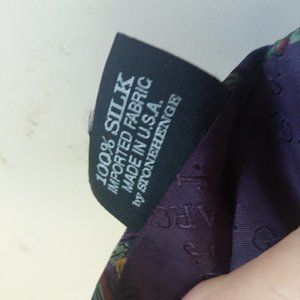 100% SILK
IMPORTED FABRIC
MADE IN U.S.A.
by STONEHENGE